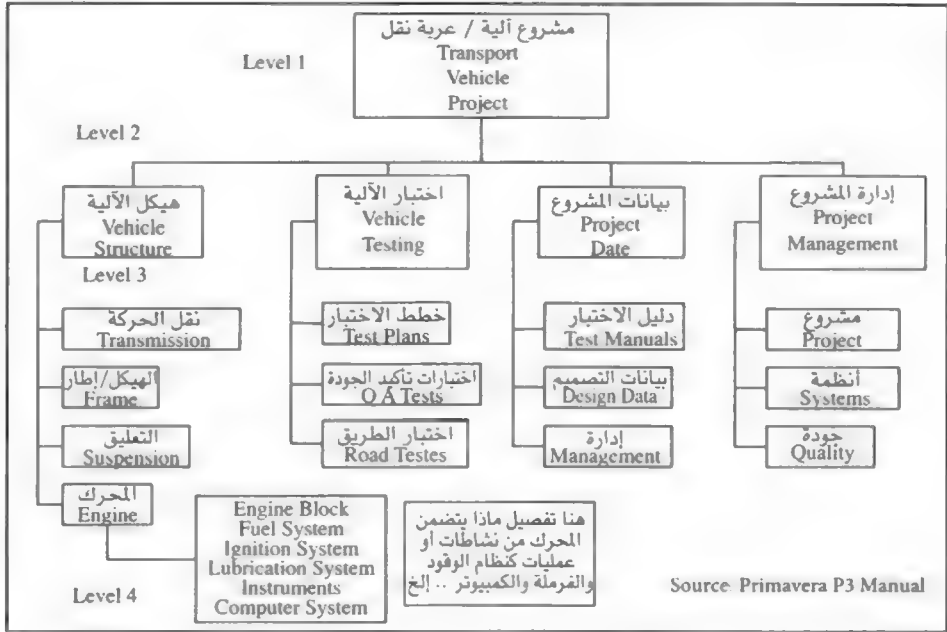 Level 1
مشروع آلية / عربة نقل
Transport
Vehicle
Project
Level 2
هيكل الآلية
Vehicle
Structure
اختبار الآلية
Vehicle
Testing
بيانات المشروع
Project
Date
إدارة المشروع
Project
Management
Level 3
نقل الحركة
Transmission
خطط الاختبار
Test Plans
دليل الاختبار
Test Manuals
مشروع
Project
الهيكل/إطار
Frame
اختبارات تأكيد الجودة
Q A Tests
بيانات التصميم
Design Data
أنظمة
Systems
التعليق
Suspension
اختبار الطريق
Road Testes
إدارة
Management
جودة
Quality
المحرك
Engine
Level 4
Engine Block
Fuel System
Ignition System
Lubrication System
Instruments
Computer System
هنا تفصيل ماذا يتضمن
المحرك من نشاطات أو
عمليات كنظام الوقود
والفرملة والكمبيوتر .. إلخ
Source: Primavera P3 Manual